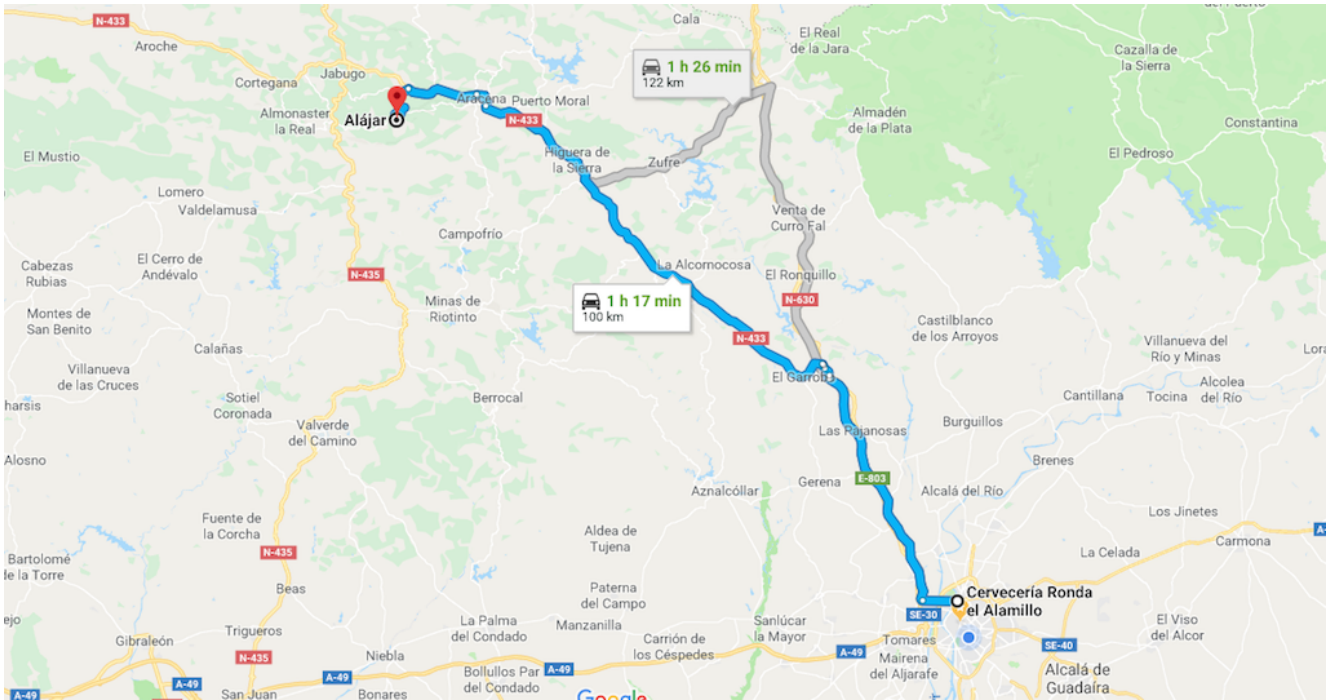 N-433
Cala
El Real
de la Jara
Aroche
Cazalla de
la Sierra
1 h 26 min
122 km
Jabugo
Cortegana
Aracena
Puerto Moral
Almonaster
la Real
Alájar
N-433
Almadén
de la Plata
Constantina
El Mustio
Higuera de
la Sierra
Zufre
El Pedroso
Lomero
Valdelamusa
Venta de
Curro Fal
Campofrío
Cabezas
Rubias
El Cerro de
Andévalo
N-435
La Alcornocosa
El Ronquillo
1 h 17 min
100 km
N-630
Minas de
Riotinto
Montes de
San Benito
Castilblanco
de los Arroyos
N-433
Calañas
Villanueva del
Río y Minas
Lora
Villanueva
de las Cruces
El Garrobo
Alcolea
del Río
harsis
Sotiel
Coronada
Berrocal
Cantillana
Tocina
Valverde
del Camino
Las Pajanosas
Burguillos
Alosno
Brenes
E-803
Gerena
Aznalcóllar
Alcalá del Río
Fuente de
la Corcha
Los Jinetes
Aldea de
Tujena
A-
Carmona
N-435
La Celada
Bartolomé
de la Torre
Beas
Paterna
del Campo
Cervecería Ronda
el Alamillo
SE-30
ejo
Gibraleón
Trigueros
La Palma
del Condado
Manzanilla
Sanlúcar
la Mayor
El Viso
del Alcor
Tomares
SE-40
N-435
Niebla
Carrión de
los Céspedes
A-49
Mairena
del Aljarafe
A-49
A-49
A-49
A-49
San Juan
Bonares
Bollullos Par
del Condado
Google
Alcalá de
Guadaíra